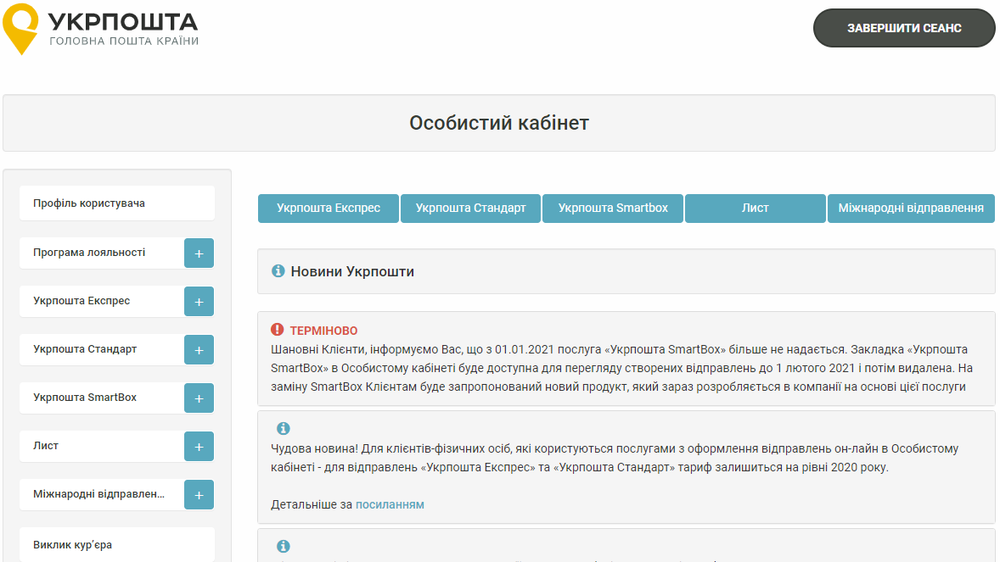 УКРПОШТА
ГОЛОВНА ПОШТА КРАЇНИ
ЗАВЕРШИТИ СЕАНС
Особистий кабінет
Профіль користувача
Програма лояльності +
Укрпошта Експрес +
Укрпошта Стандарт +
Укрпошта SmartBox +
Лист +
Міжнародні відправлен... +
Виклик кур’єра
Укрпошта Експрес
Укрпошта Стандарт
Укрпошта Smartbox
Лист
Міжнародні відправлення
Новини Укрпошти
ТЕРМІНОВО
Шановні Клієнти, інформуємо Вас, що з 01.01.2021 послуга «Укрпошта SmartBox» більше не надається. Закладка «Укрпошта
SmartBox» в Особистому кабінеті буде доступна для перегляду створених відправлень до 1 лютого 2021 і потім видалена. На
заміну SmartBox Клієнтам буде запропонований новий продукт, який зараз розробляється в компанії на основі цієї послуги
Чудова новина! Для клієнтів-фізичних осіб, які користуються послугами з оформлення відправлень он-лайн в Особистому
кабінеті - для відправлень «Укрпошта Експрес» та «Укрпошта Стандарт» тариф залишиться на рівні 2020 року.
Детальніше за посиланням